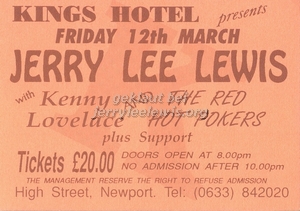 KINGS HOTEL presents
FRIDAY 12th MARCH
JERRY LEE LEWIS
with Kenny & THE RED
Lovelace HOT POKERS
plus Support
Tickets £20.00 DOORS OPEN AT 8.00pm
NO ADMISSION AFTER 10.00pm
THE MANAGEMENT RESERVE THE RIGHT TO REFUSE ADMISSION
High Street, Newport. Tel: (0633) 842020